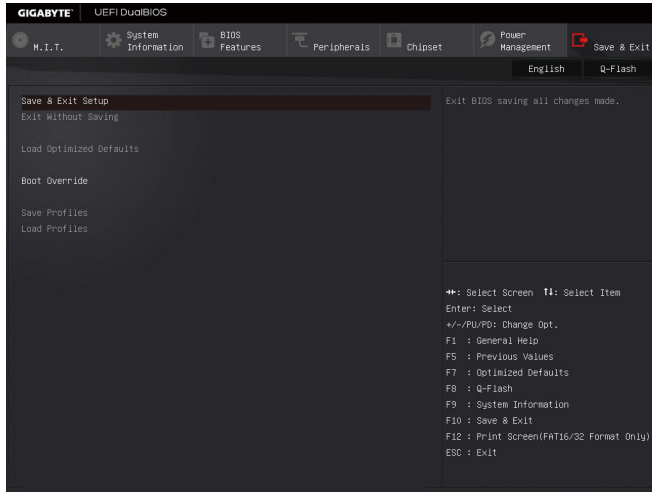 GIGABYTE™ UEFI DualBIOS
M.I.T.
System Information
BIOS Features
Peripherals
Chipset
Power Management
Save & Exit
English Q-Flash
Save & Exit Setup
Exit Without Saving
Load Optimized Defaults
Boot Override
Save Profiles
Load Profiles
Exit BIOS saving all changes made.
→←: Select Screen ↑↓: Select Item
Enter: Select
+/-/PU/PD: Change Opt.
F1 : General Help
F5 : Previous Values
F7 : Optimized Defaults
F8 : Q-Flash
F9 : System Information
F10 : Save & Exit
F12 : Print Screen(FAT16/32 Format Only)
ESC : Exit